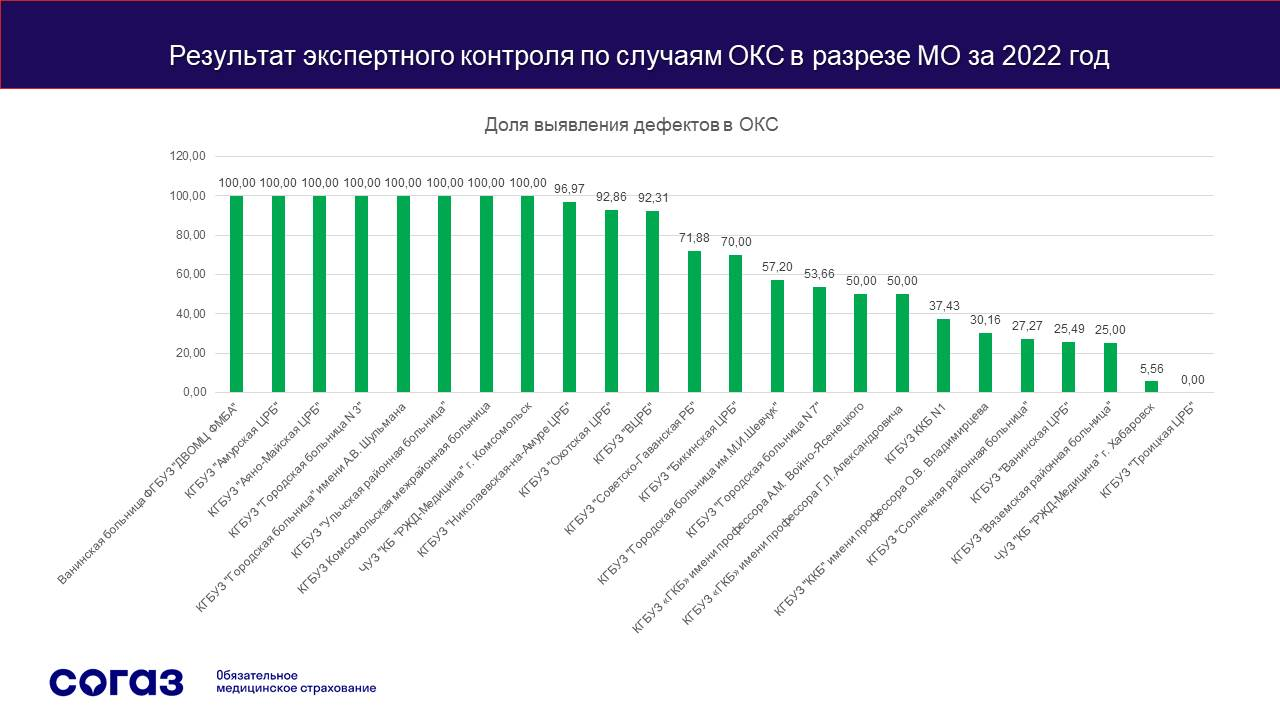 Результат экспертного контроля по случаям ОКС в разрезе МО за 2022 год
Доля выявления дефектов в ОКС
120,00
100,00
80,00
60,00
40,00
20,00
0,00
100,00
100,00
100,00
100,00
100,00
100,00
100,00
100,00
96,97
92,86
92,31
71,88
70,00
57,20
53,66
50,00
50,00
37,43
30,16
27,27
25,49
25,00
5,56
0,00
Ванинская больница ФГБУЗ "ДВОМЦ ФМБА"
КГБУЗ "Амурская ЦРБ"
КГБУЗ "Аяно-Майская ЦРБ"
КГБУЗ "Городская больница N 3"
КГБУЗ "Городская больница" имени А.В. Шульмана
КГБУЗ "Ульчская районная больница"
КГБУЗ Комсомольская межрайонная больница
ЧУЗ "КБ "РЖД-Медицина" г. Комсомольск
КГБУЗ "Николаевская-на-Амуре ЦРБ"
КГБУЗ "Охотская ЦРБ"
КГБУЗ "ВЦРБ"
КГБУЗ "Советско-Гаванская РБ"
КГБУЗ "Бикинская ЦРБ"
КГБУЗ "Городская больница им.М.И.Шевчук"
КГБУЗ "Городская больница N 7"
КГБУЗ «ГКБ» имени профессора А.М. Войно-Ясенецкого
КГБУЗ «ГКБ» имени профессора Г.Л. Александровича
КГБУЗ ККБ N1
КГБУЗ "ККБ" имени профессора О.В. Владимирцева
КГБУЗ "Солнечная районная больница"
КГБУЗ "Ванинская ЦРБ"
КГБУЗ "Вяземская районная больница"
ЧУЗ "КБ "РЖД-Медицина" г. Хабаровск
КГБУЗ "Троицкая ЦРБ"
согаз
Обязательное
медицинское страхование